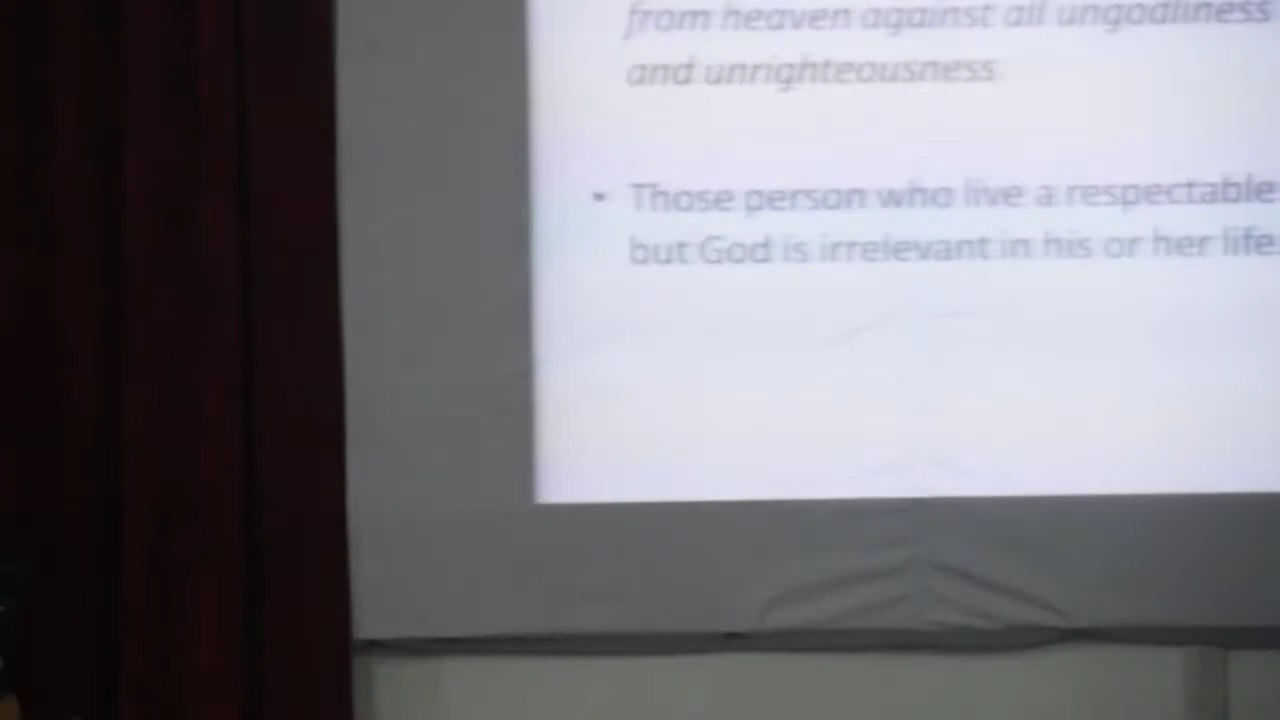 from heaven against all ungodliness
and unrighteousness
• Those person who live a respectable
but God is irrelevant in his or her life.